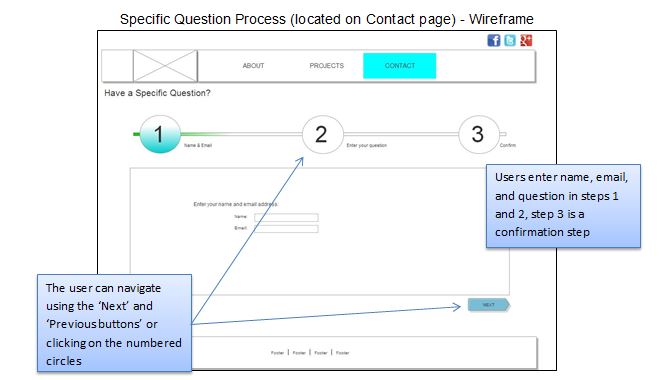 Specific Question Process (located on Contact page) - Wireframe
f t g+
ABOUT PROJECTS CONTACT
Have a Specific Question?
1 2 3
Name & Email Enter your question Confirm
Users enter name, email,
and question in steps 1
and 2, step 3 is a
confirmation step
Enter your name and email address:
Name:
Email:
The user can navigate
using the ‘Next’ and
‘Previous buttons’ or
clicking on the numbered
circles
NEXT
Footer | Footer | Footer | Footer